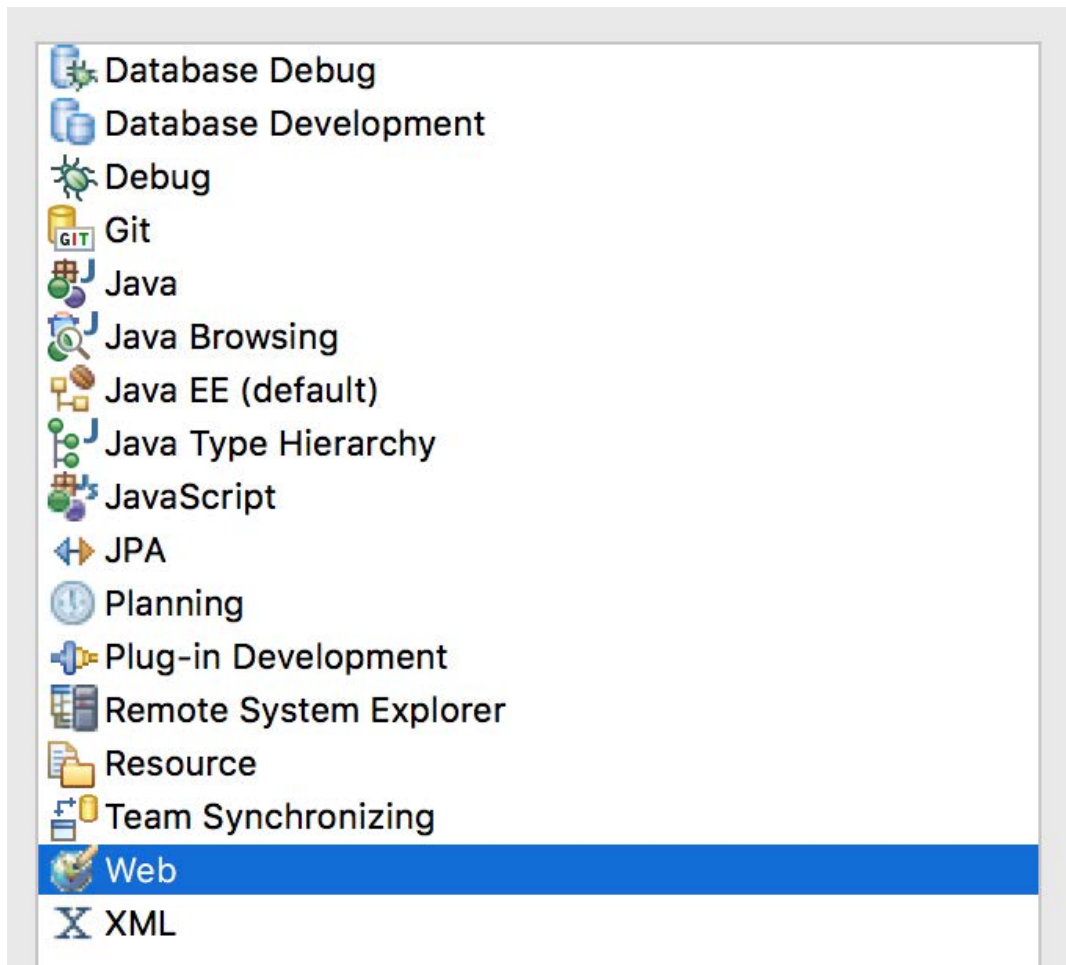 Database Debug
Database Development
Debug
GIT Git
Java
Java Browsing
Java EE (default)
Java Type Hierarchy
JavaScript
JPA
Planning
Plug-in Development
Remote System Explorer
Resource
Team Synchronizing
Web
XML